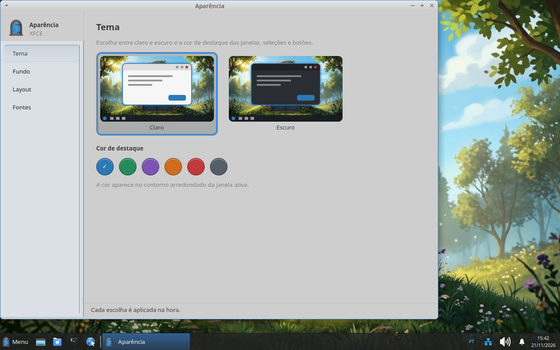 Aparência
Aparência
XFCE
Tema
Fundo
Layout
Fontes
Tema
Escolha entre claro e escuro e a cor de destaque das janelas, seleções e botões.
Claro
Escuro
Cor de destaque
A cor aparece no contorno arredondado da janela ativa.
Cada escolha é aplicada na hora.
Menu
Aparência
15:42
21/11/2026